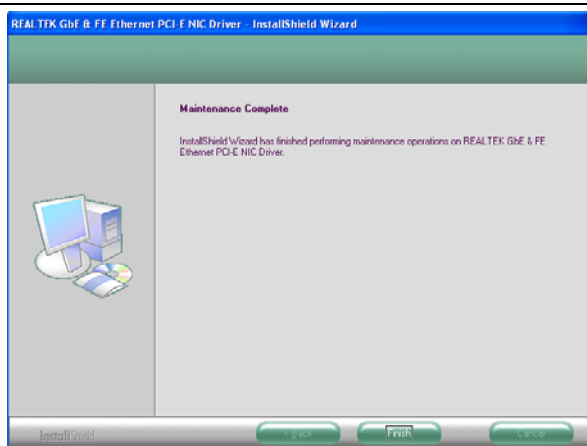 REALTEK GbE & FE Ethernet PCI-E NIC Driver - InstallShield Wizard
Maintenance Complete
InstallShield Wizard has finished performing maintenance operations on REALTEK GbE & FE
Ethernet PCI-E NIC Driver.
InstallShield
< Back
Finish
Cancel